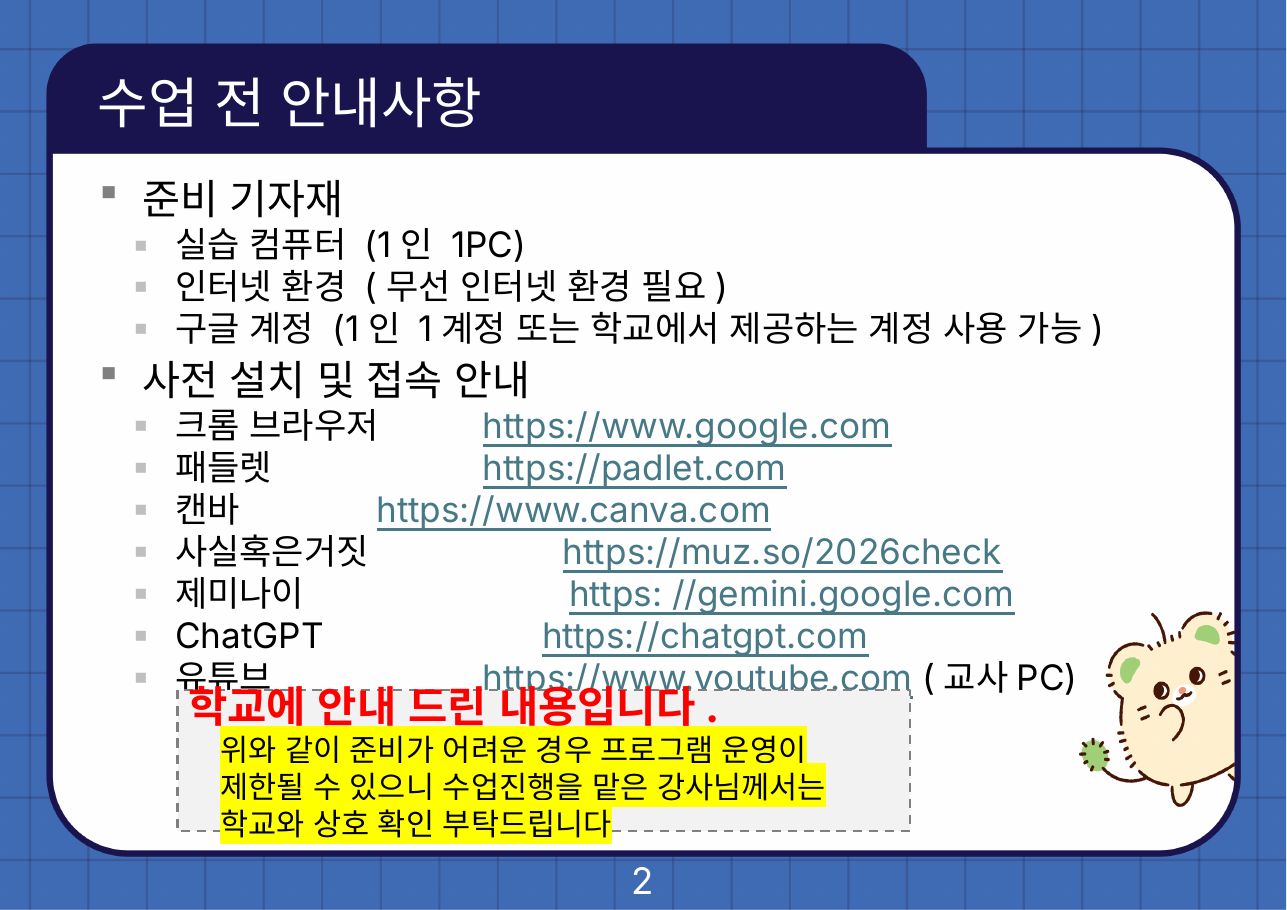 수업 전 안내사항
준비 기자재
실습 컴퓨터 (1 인 1PC)
인터넷 환경 ( 무선 인터넷 환경 필요 )
구글 계정 (1 인 1 계정 또는 학교에서 제공하는 계정 사용 가능 )
사전 설치 및 접속 안내
크롬 브라우저 https://www.google.com
패들렛 https://padlet.com
캔바 https://www.canva.com
사실혹은거짓 https://muz.so/2026check
제미나이 https: //gemini.google.com
ChatGPT https://chatgpt.com
유튜브 https://www.youtube.com ( 교사 PC)
학교에 안내 드린 내용입니다 .
위와 같이 준비가 어려운 경우 프로그램 운영이
제한될 수 있으니 수업진행을 맡은 강사님께서는
학교와 상호 확인 부탁드립니다
2